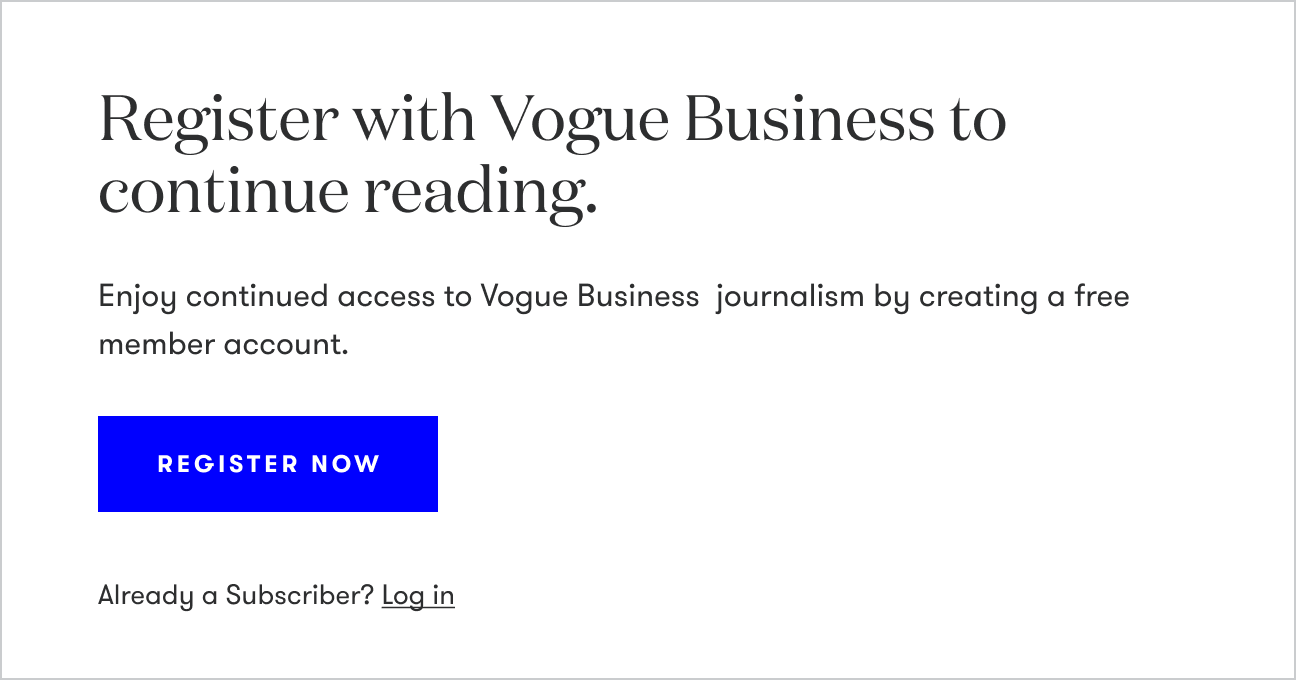 Register with Vogue Business to
continue reading.
Enjoy continued access to Vogue Business  journalism by creating a free
member account.
REGISTER NOW
Already a Subscriber? Log in